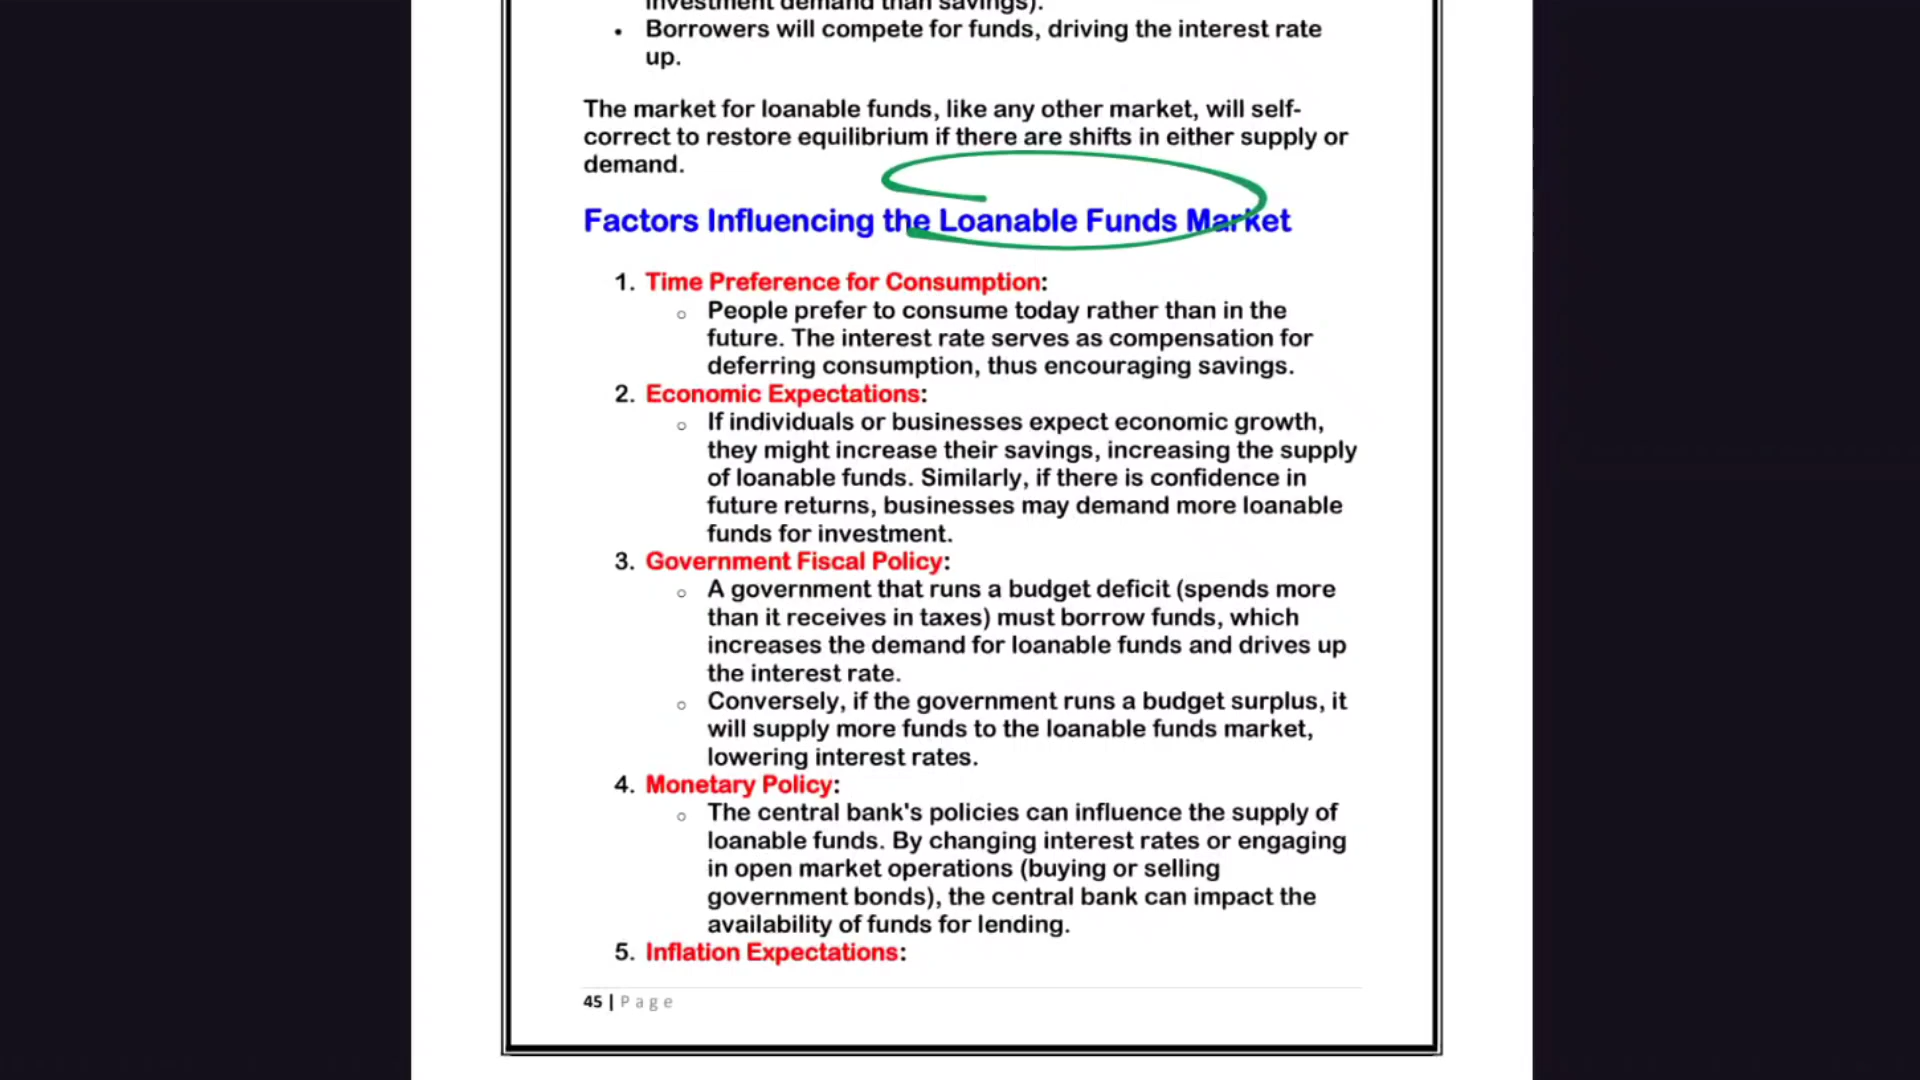 investment demand than savings).
• Borrowers will compete for funds, driving the interest rate
up.
The market for loanable funds, like any other market, will self-
correct to restore equilibrium if there are shifts in either supply or
demand.
Factors Influencing the Loanable Funds Market
1. Time Preference for Consumption:
o People prefer to consume today rather than in the
future. The interest rate serves as compensation for
deferring consumption, thus encouraging savings.
2. Economic Expectations:
o If individuals or businesses expect economic growth,
they might increase their savings, increasing the supply
of loanable funds. Similarly, if there is confidence in
future returns, businesses may demand more loanable
funds for investment.
3. Government Fiscal Policy:
o A government that runs a budget deficit (spends more
than it receives in taxes) must borrow funds, which
increases the demand for loanable funds and drives up
the interest rate.
o Conversely, if the government runs a budget surplus, it
will supply more funds to the loanable funds market,
lowering interest rates.
4. Monetary Policy:
o The central bank's policies can influence the supply of
loanable funds. By changing interest rates or engaging
in open market operations (buying or selling
government bonds), the central bank can impact the
availability of funds for lending.
5. Inflation Expectations:
45 | Page